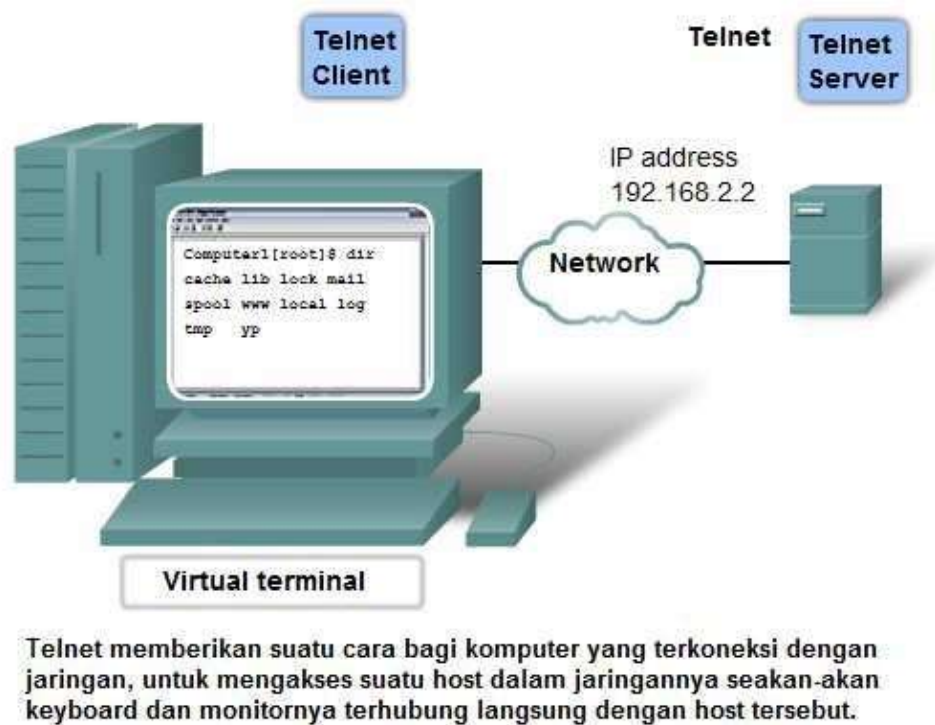 Telnet
Client
Telnet
Telnet
Server
IP address
192.168.2.2
Computer1[root]$ dir
cache lib lock mail
spool www local log
tmp yp
Network
Virtual terminal
Telnet memberikan suatu cara bagi komputer yang terkoneksi dengan
jaringan, untuk mengakses suatu host dalam jaringannya seakan-akan
keyboard dan monitornya terhubung langsung dengan host tersebut.